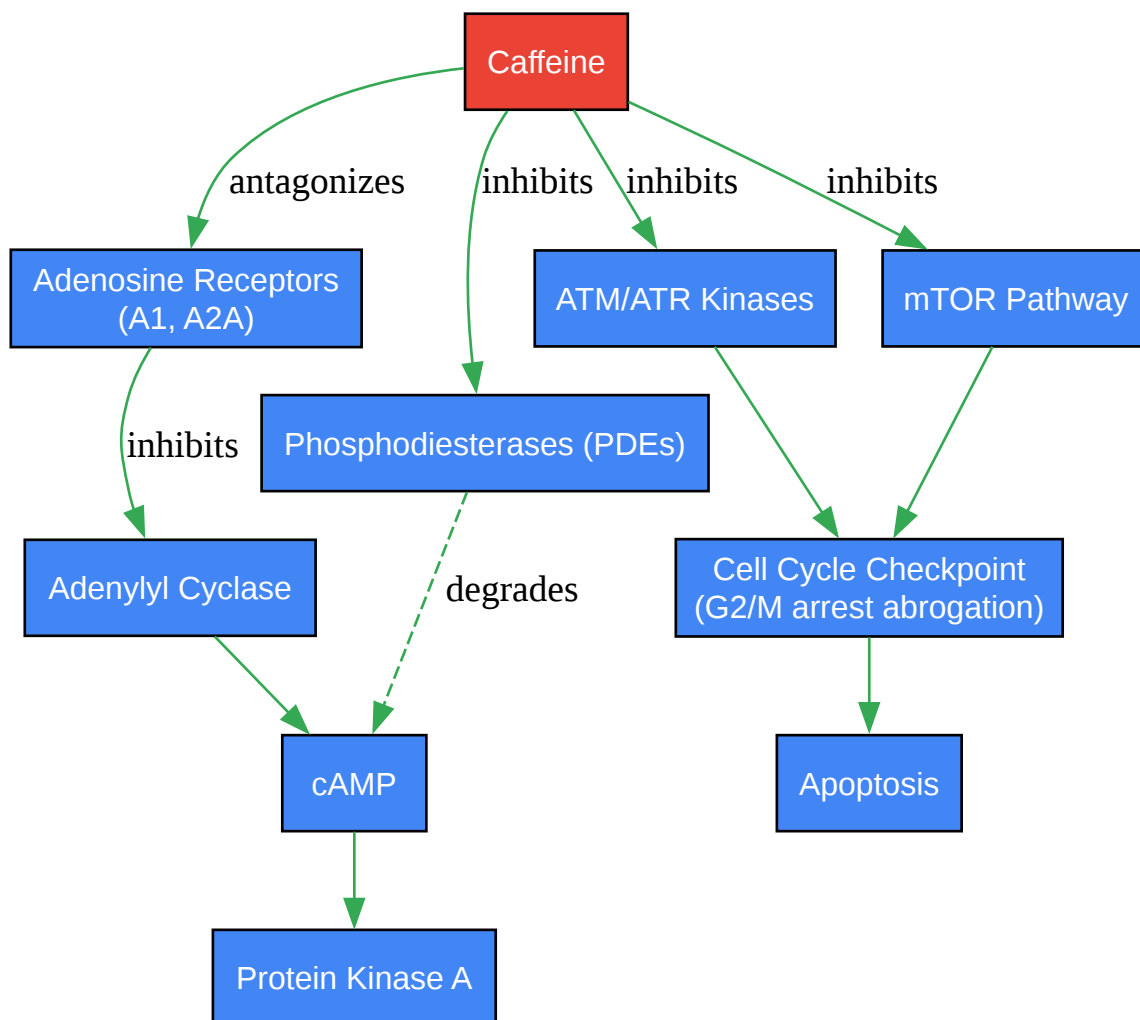 Caffeine
antagonizes
inhibits
inhibits
inhibits
Adenosine Receptors
(A1, A2A)
ATM/ATR Kinases
mTOR Pathway
inhibits
Phosphodiesterases (PDEs)
Adenylyl Cyclase
degrades
Cell Cycle Checkpoint
(G2/M arrest abrogation)
cAMP
Apoptosis
Protein Kinase A